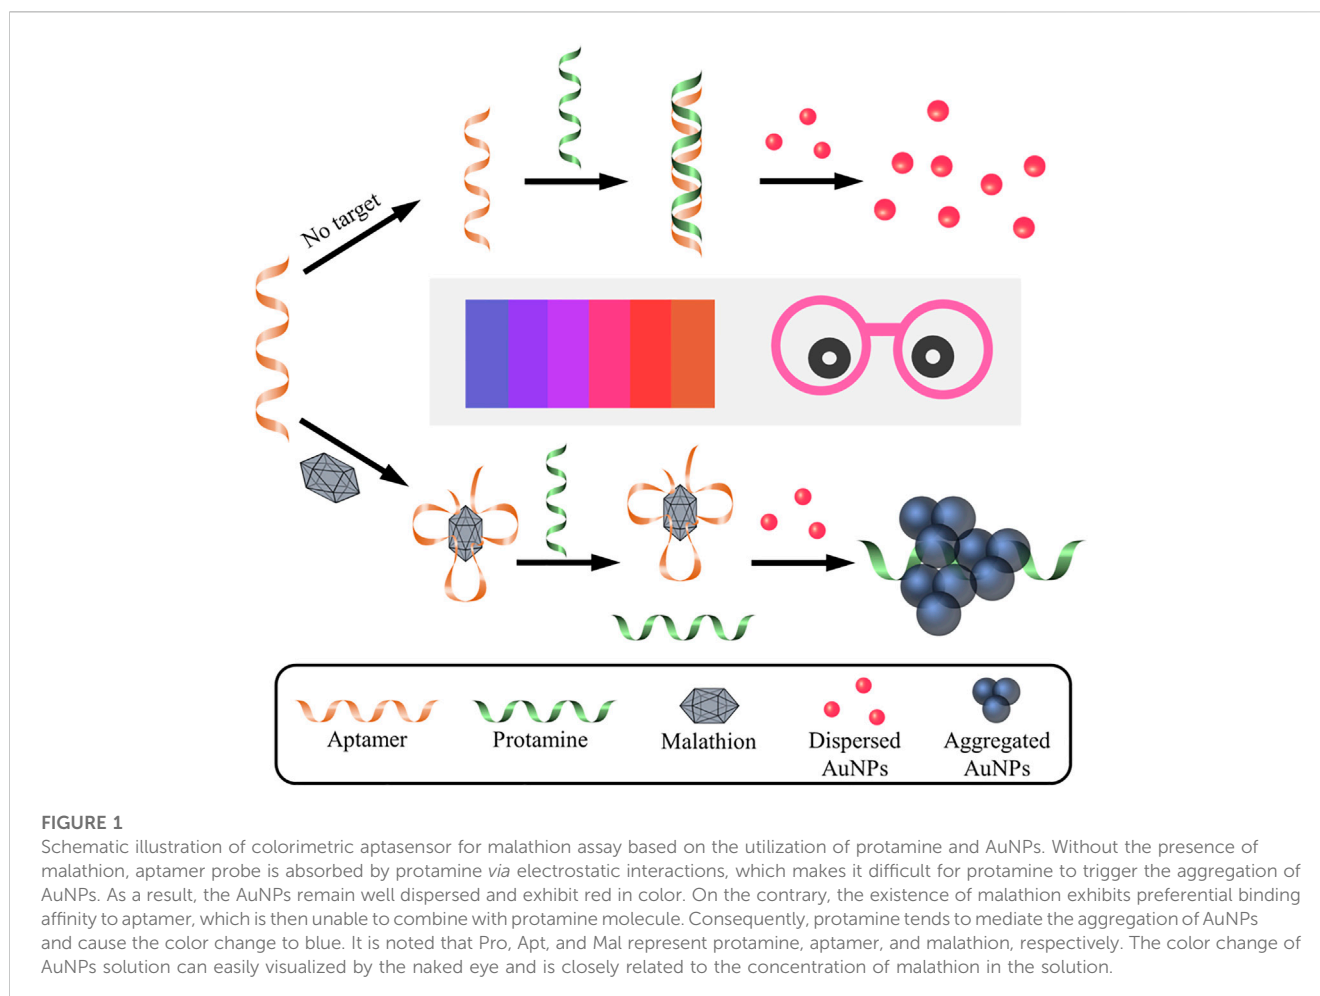 No target
Aptamer
Protamine
Malathion
Dispersed
AuNPs
Aggregated
AuNPs
FIGURE 1
Schematic illustration of colorimetric aptasensor for malathion assay based on the utilization of protamine and AuNPs. Without the presence of
malathion, aptamer probe is absorbed by protamine via electrostatic interactions, which makes it difficult for protamine to trigger the aggregation of
AuNPs. As a result, the AuNPs remain well dispersed and exhibit red in color. On the contrary, the existence of malathion exhibits preferential binding
affinity to aptamer, which is then unable to combine with protamine molecule. Consequently, protamine tends to mediate the aggregation of AuNPs
and cause the color change to blue. It is noted that Pro, Apt, and Mal represent protamine, aptamer, and malathion, respectively. The color change of
AuNPs solution can easily visualized by the naked eye and is closely related to the concentration of malathion in the solution.